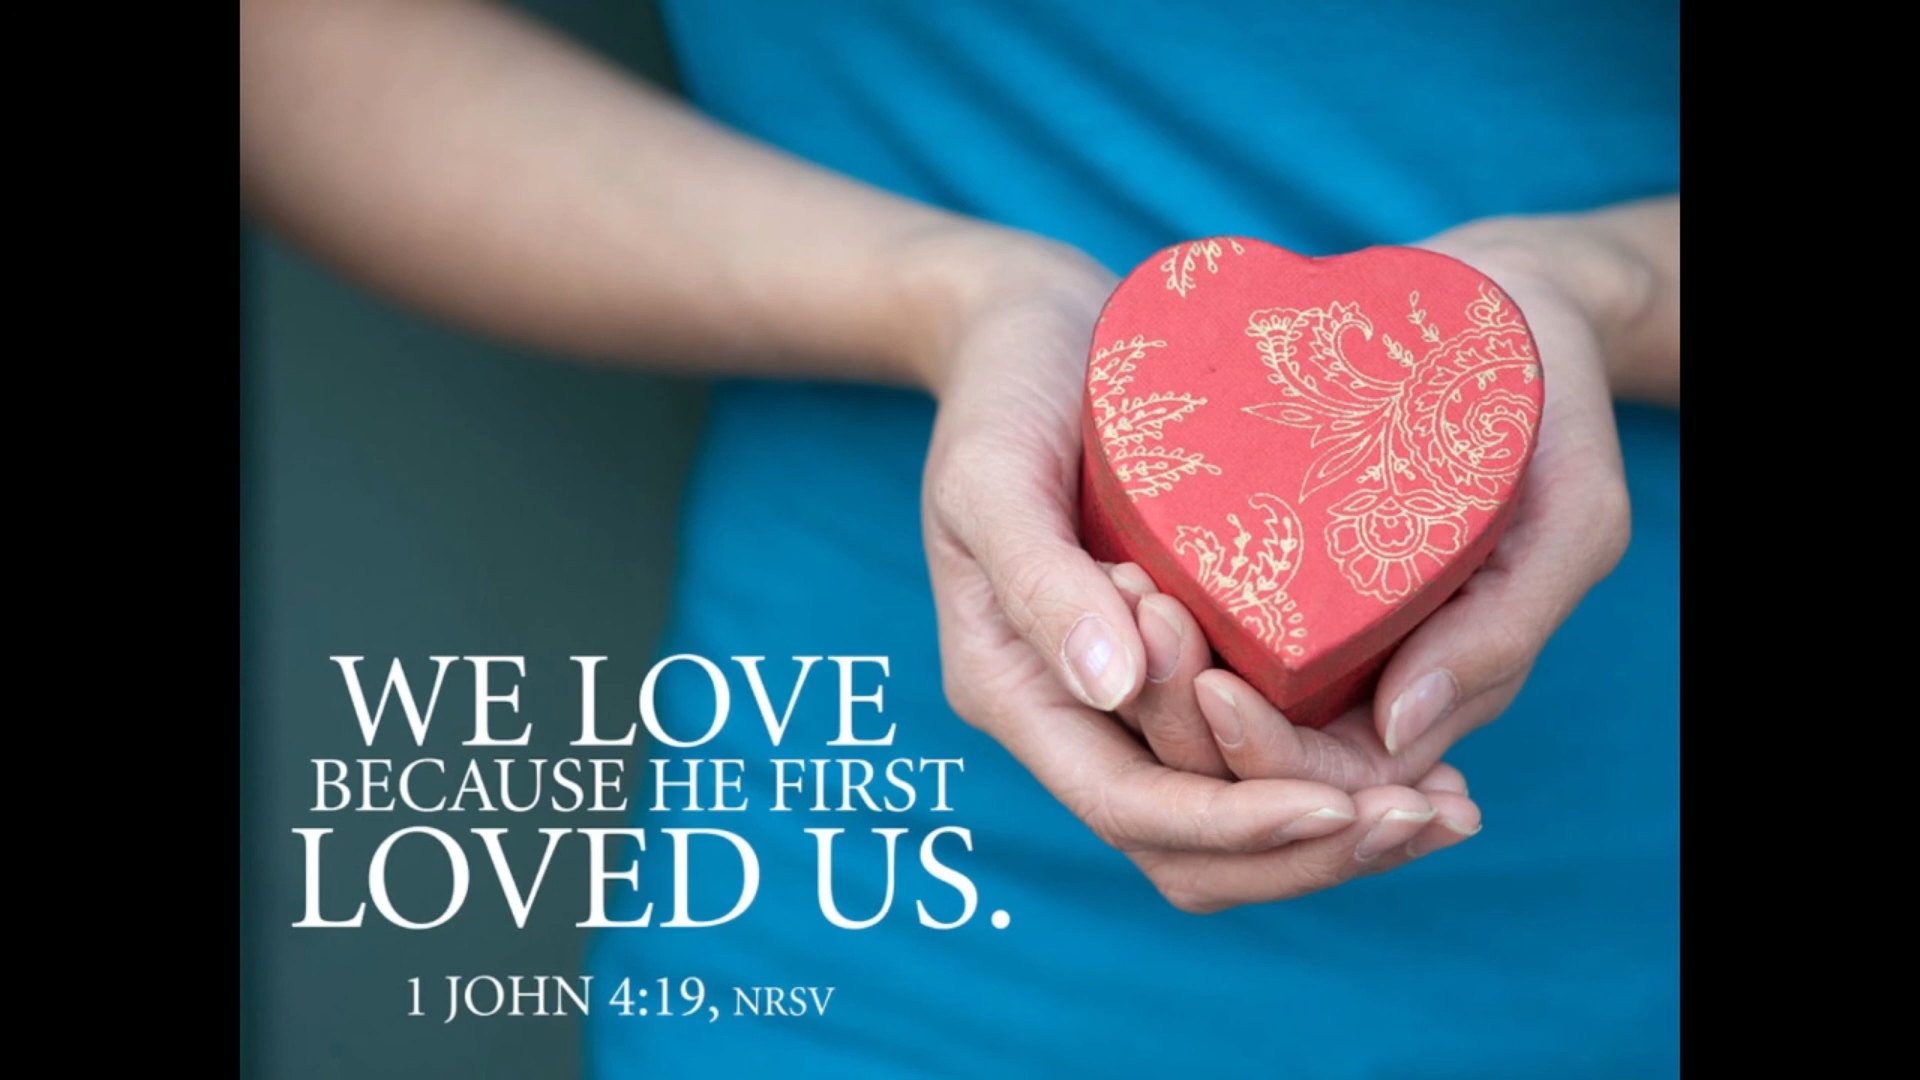 WE LOVE
BECAUSE HE FIRST
LOVED US.
1 JOHN 4:19, NRSV